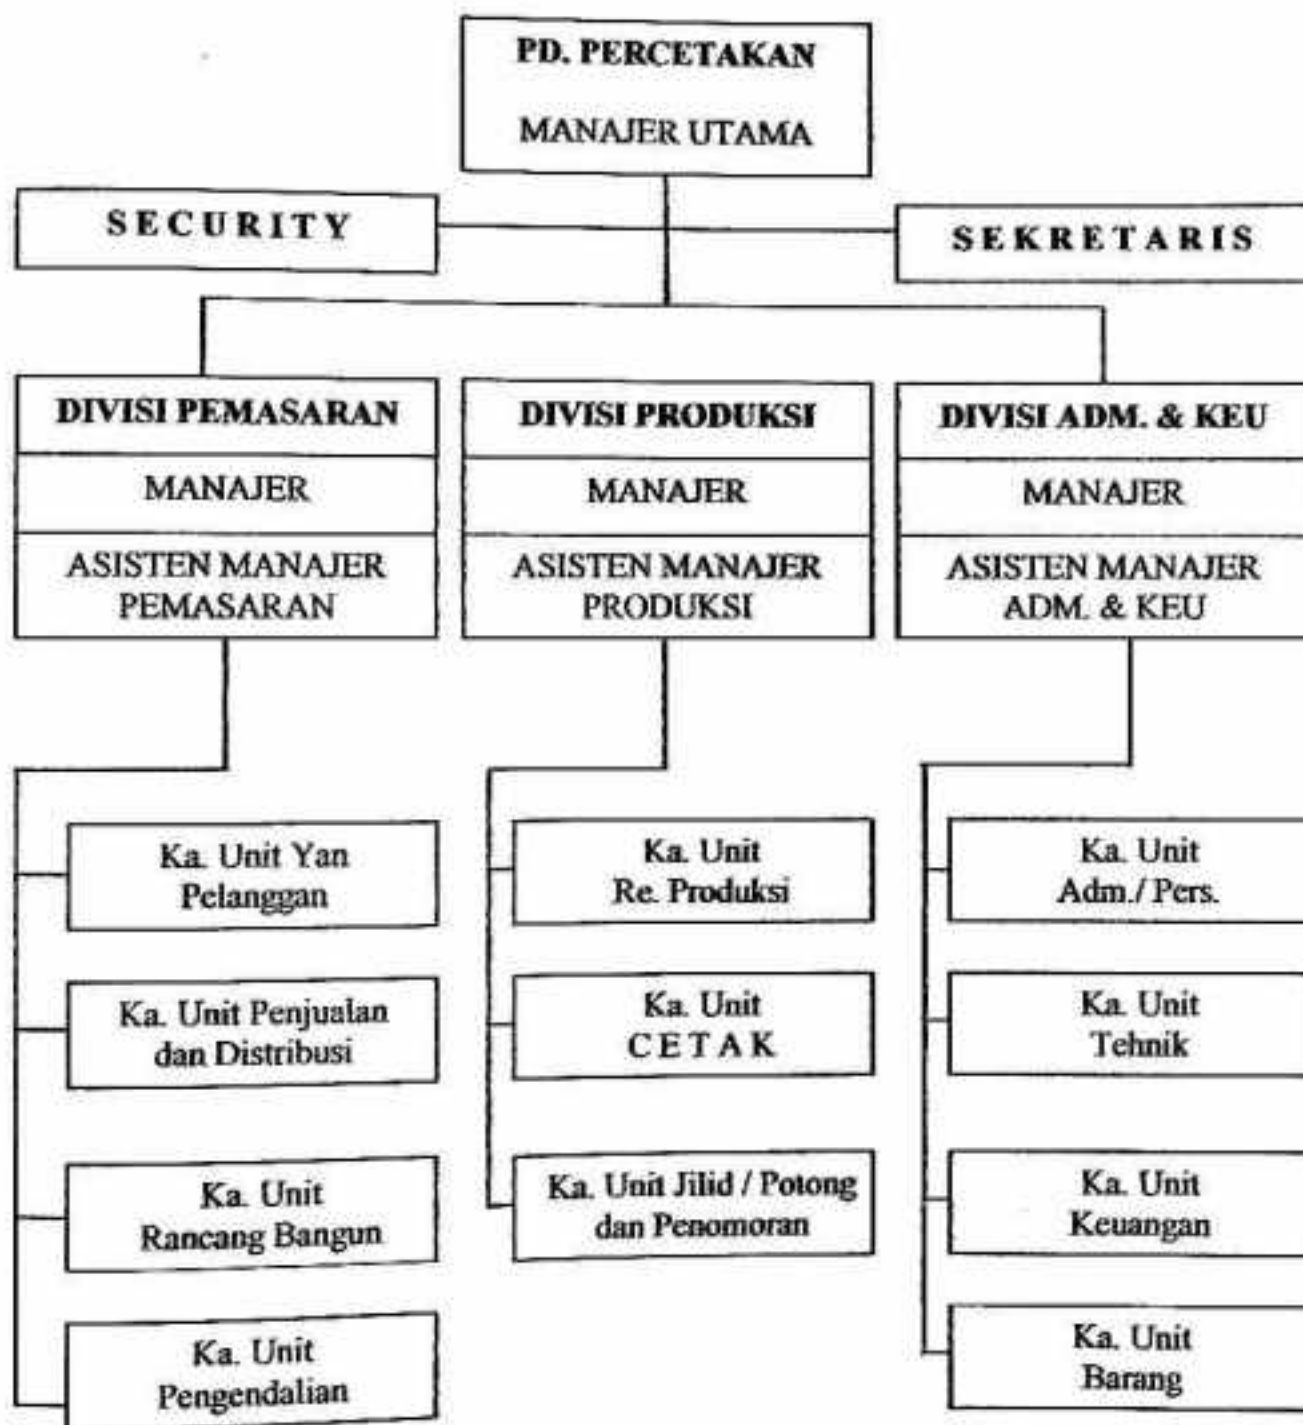 PD. PERCETAKAN
MANAJER UTAMA
SECURITY
SEKRETARIS
DIVISI PEMASARAN
MANAJER
ASISTEN MANAJER
PEMASARAN
DIVISI PRODUKSI
MANAJER
ASISTEN MANAJER
PRODUKSI
DIVISI ADM. & KEU
MANAJER
ASISTEN MANAJER
ADM. & KEU
Ka. Unit Yan
Pelanggan
Ka. Unit Penjualan
dan Distribusi
Ka. Unit
Rancang Bangun
Ka. Unit
Pengendalian
Ka. Unit
Re. Produksi
Ka. Unit
CETAK
Ka. Unit Jilid / Potong
dan Penomoran
Ka. Unit
Adm./ Pers.
Ka. Unit
Tehnik
Ka. Unit
Keuangan
Ka. Unit
Barang